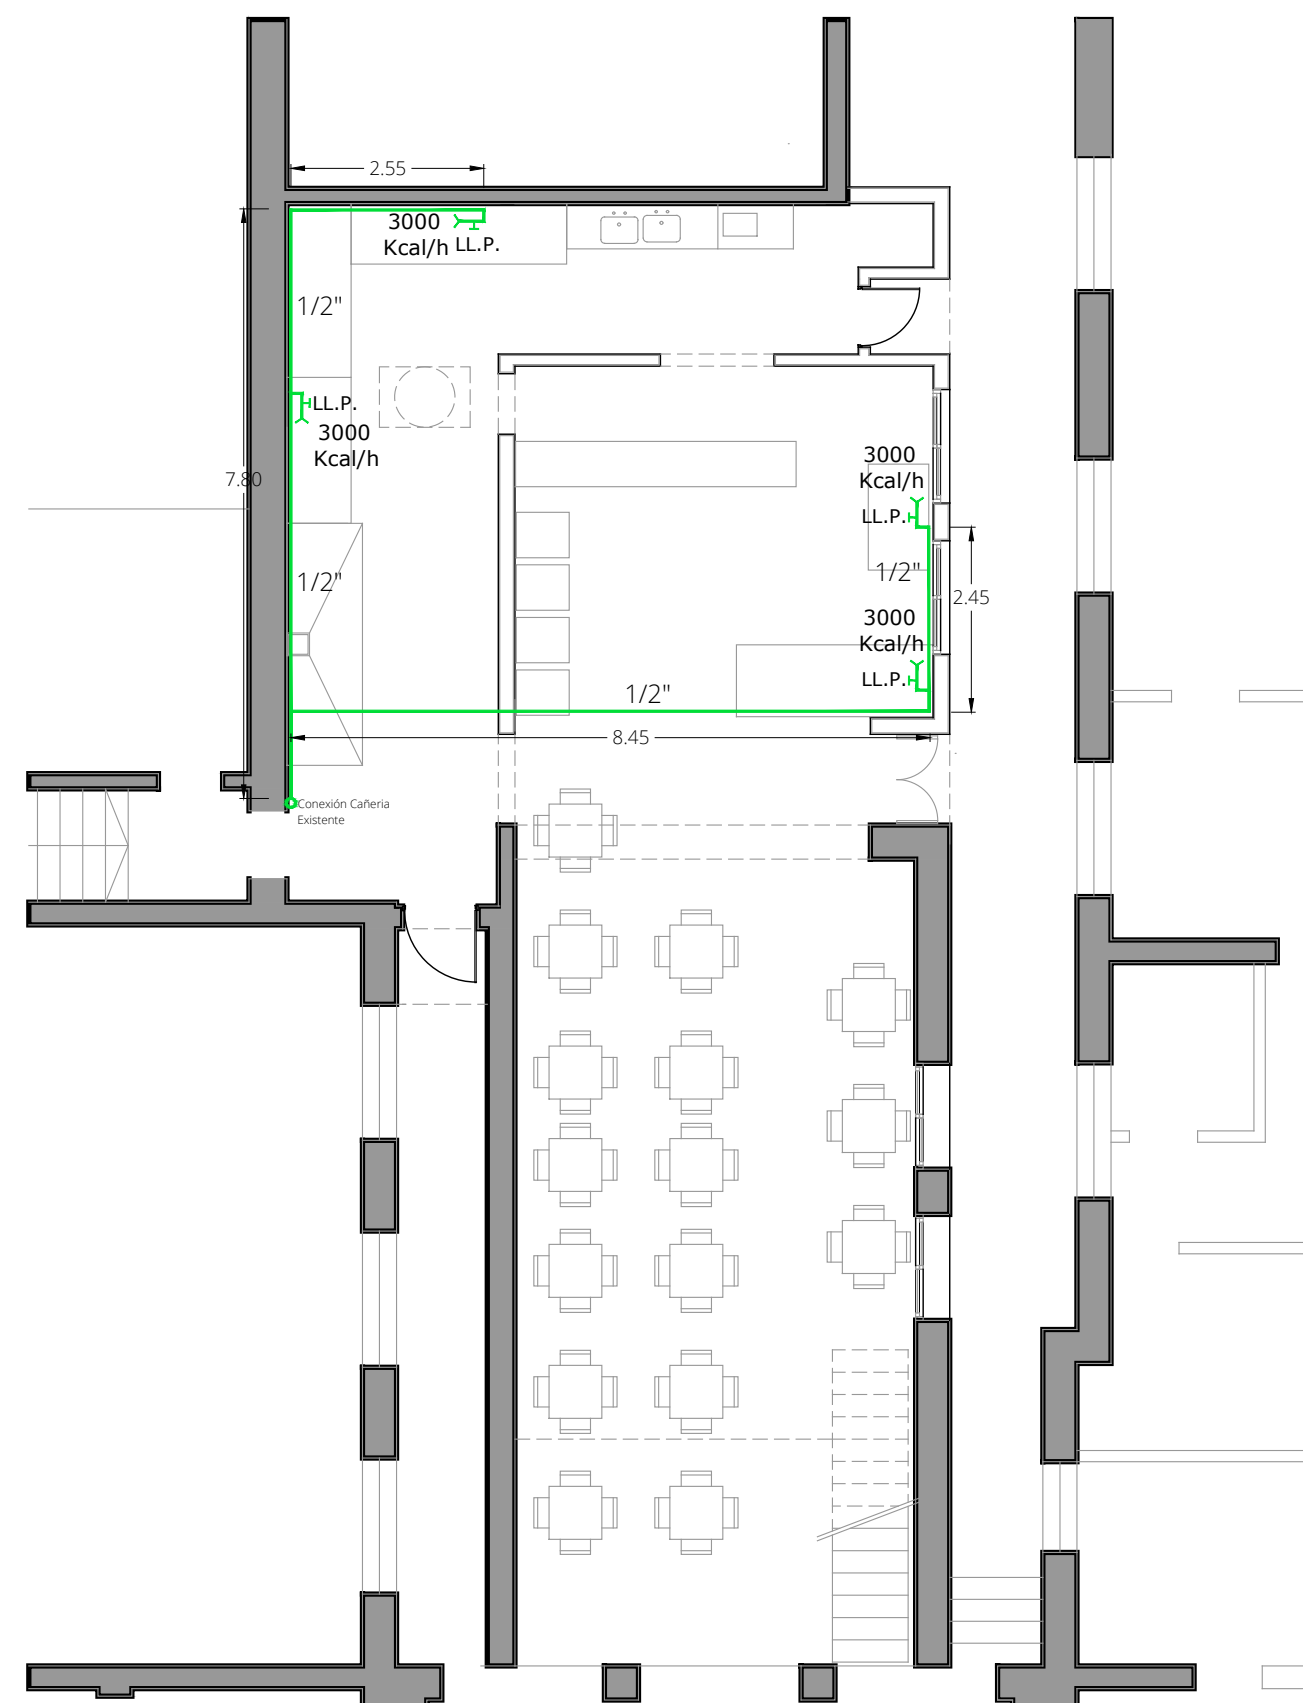 2.55
3000
Kcal/h
LL.P.
1/2"
LL.P.
3000
Kcal/h
7.80
3000
Kcal/h
LL.P.
1/2"
1/2"
2.45
3000
Kcal/h
LL.P.
1/2"
8.45
Conexión Cañeria
Existente